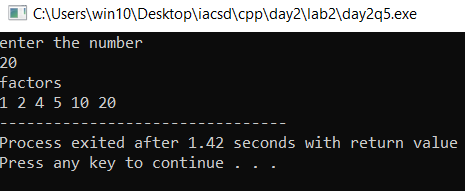 C:\Users\win10\Desktop\iacsd\cpp\day2\lab2\day2q5.exe
enter the number
20
factors
1 2 4 5 10 20
--------------------------------
Process exited after 1.42 seconds with return value
Press any key to continue . . .